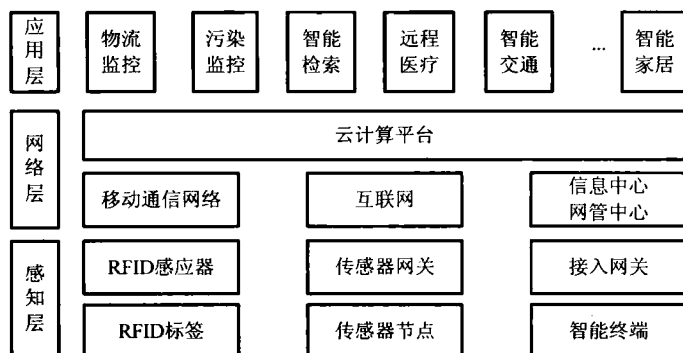 应用层
物流监控
污染监控
智能检索
远程医疗
智能交通
...
智能家居
网络层
云计算平台
移动通信网络
互联网
信息中心
网管中心
感知层
RFID感应器
传感器网关
接入网关
RFID标签
传感器节点
智能终端